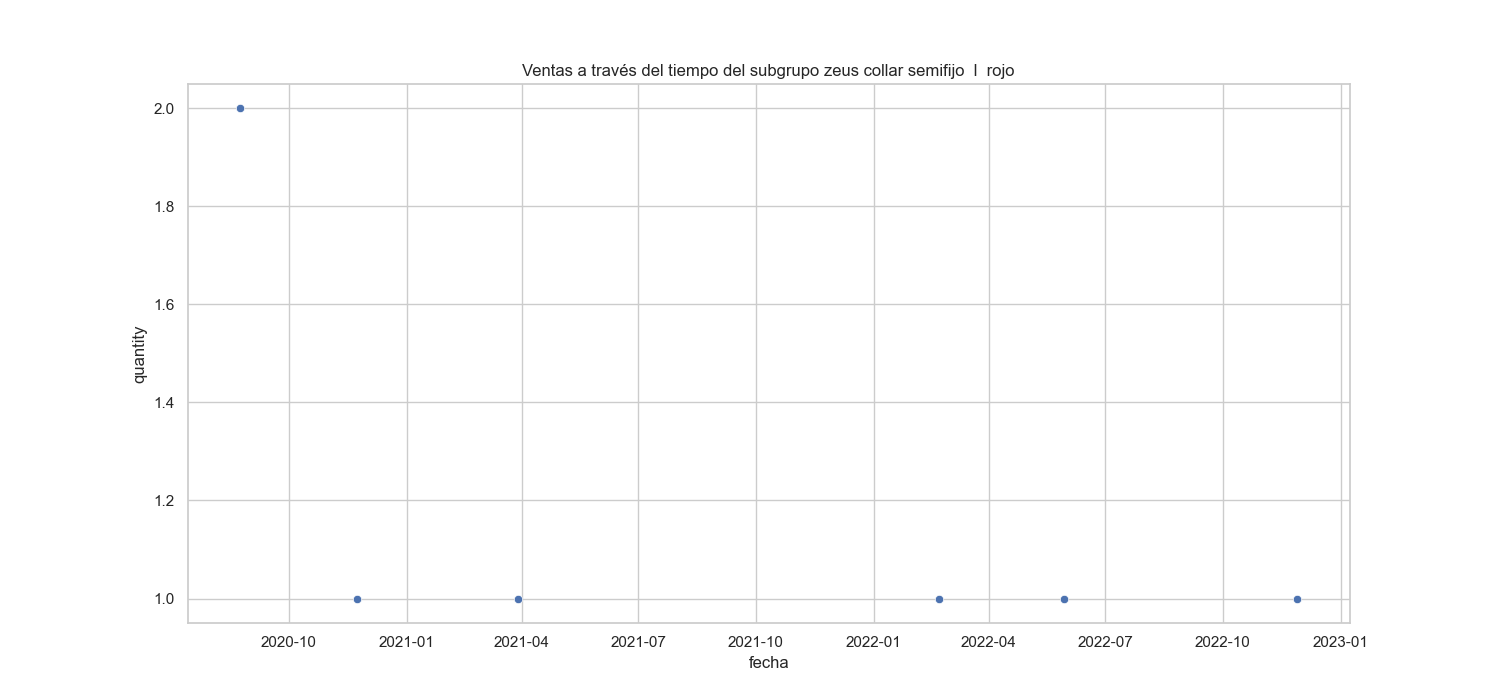 Ventas a través del tiempo del subgrupo zeus collar semifijo  l  rojo
2.0
1.8
1.6
1.4
1.2
1.0
quantity
2020-10 2021-01 2021-04 2021-07 2021-10 2022-01 2022-04 2022-07 2022-10 2023-01
fecha